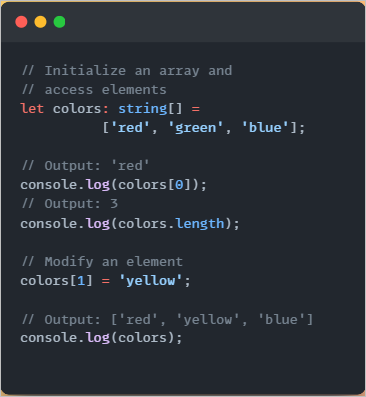 // Initialize an array and
// access elements
let colors: string[] =
['red', 'green', 'blue'];
// Output: 'red'
console.log(colors[0]);
// Output: 3
console.log(colors.length);
// Modify an element
colors[1] = 'yellow';
// Output: ['red', 'yellow', 'blue']
console.log(colors);